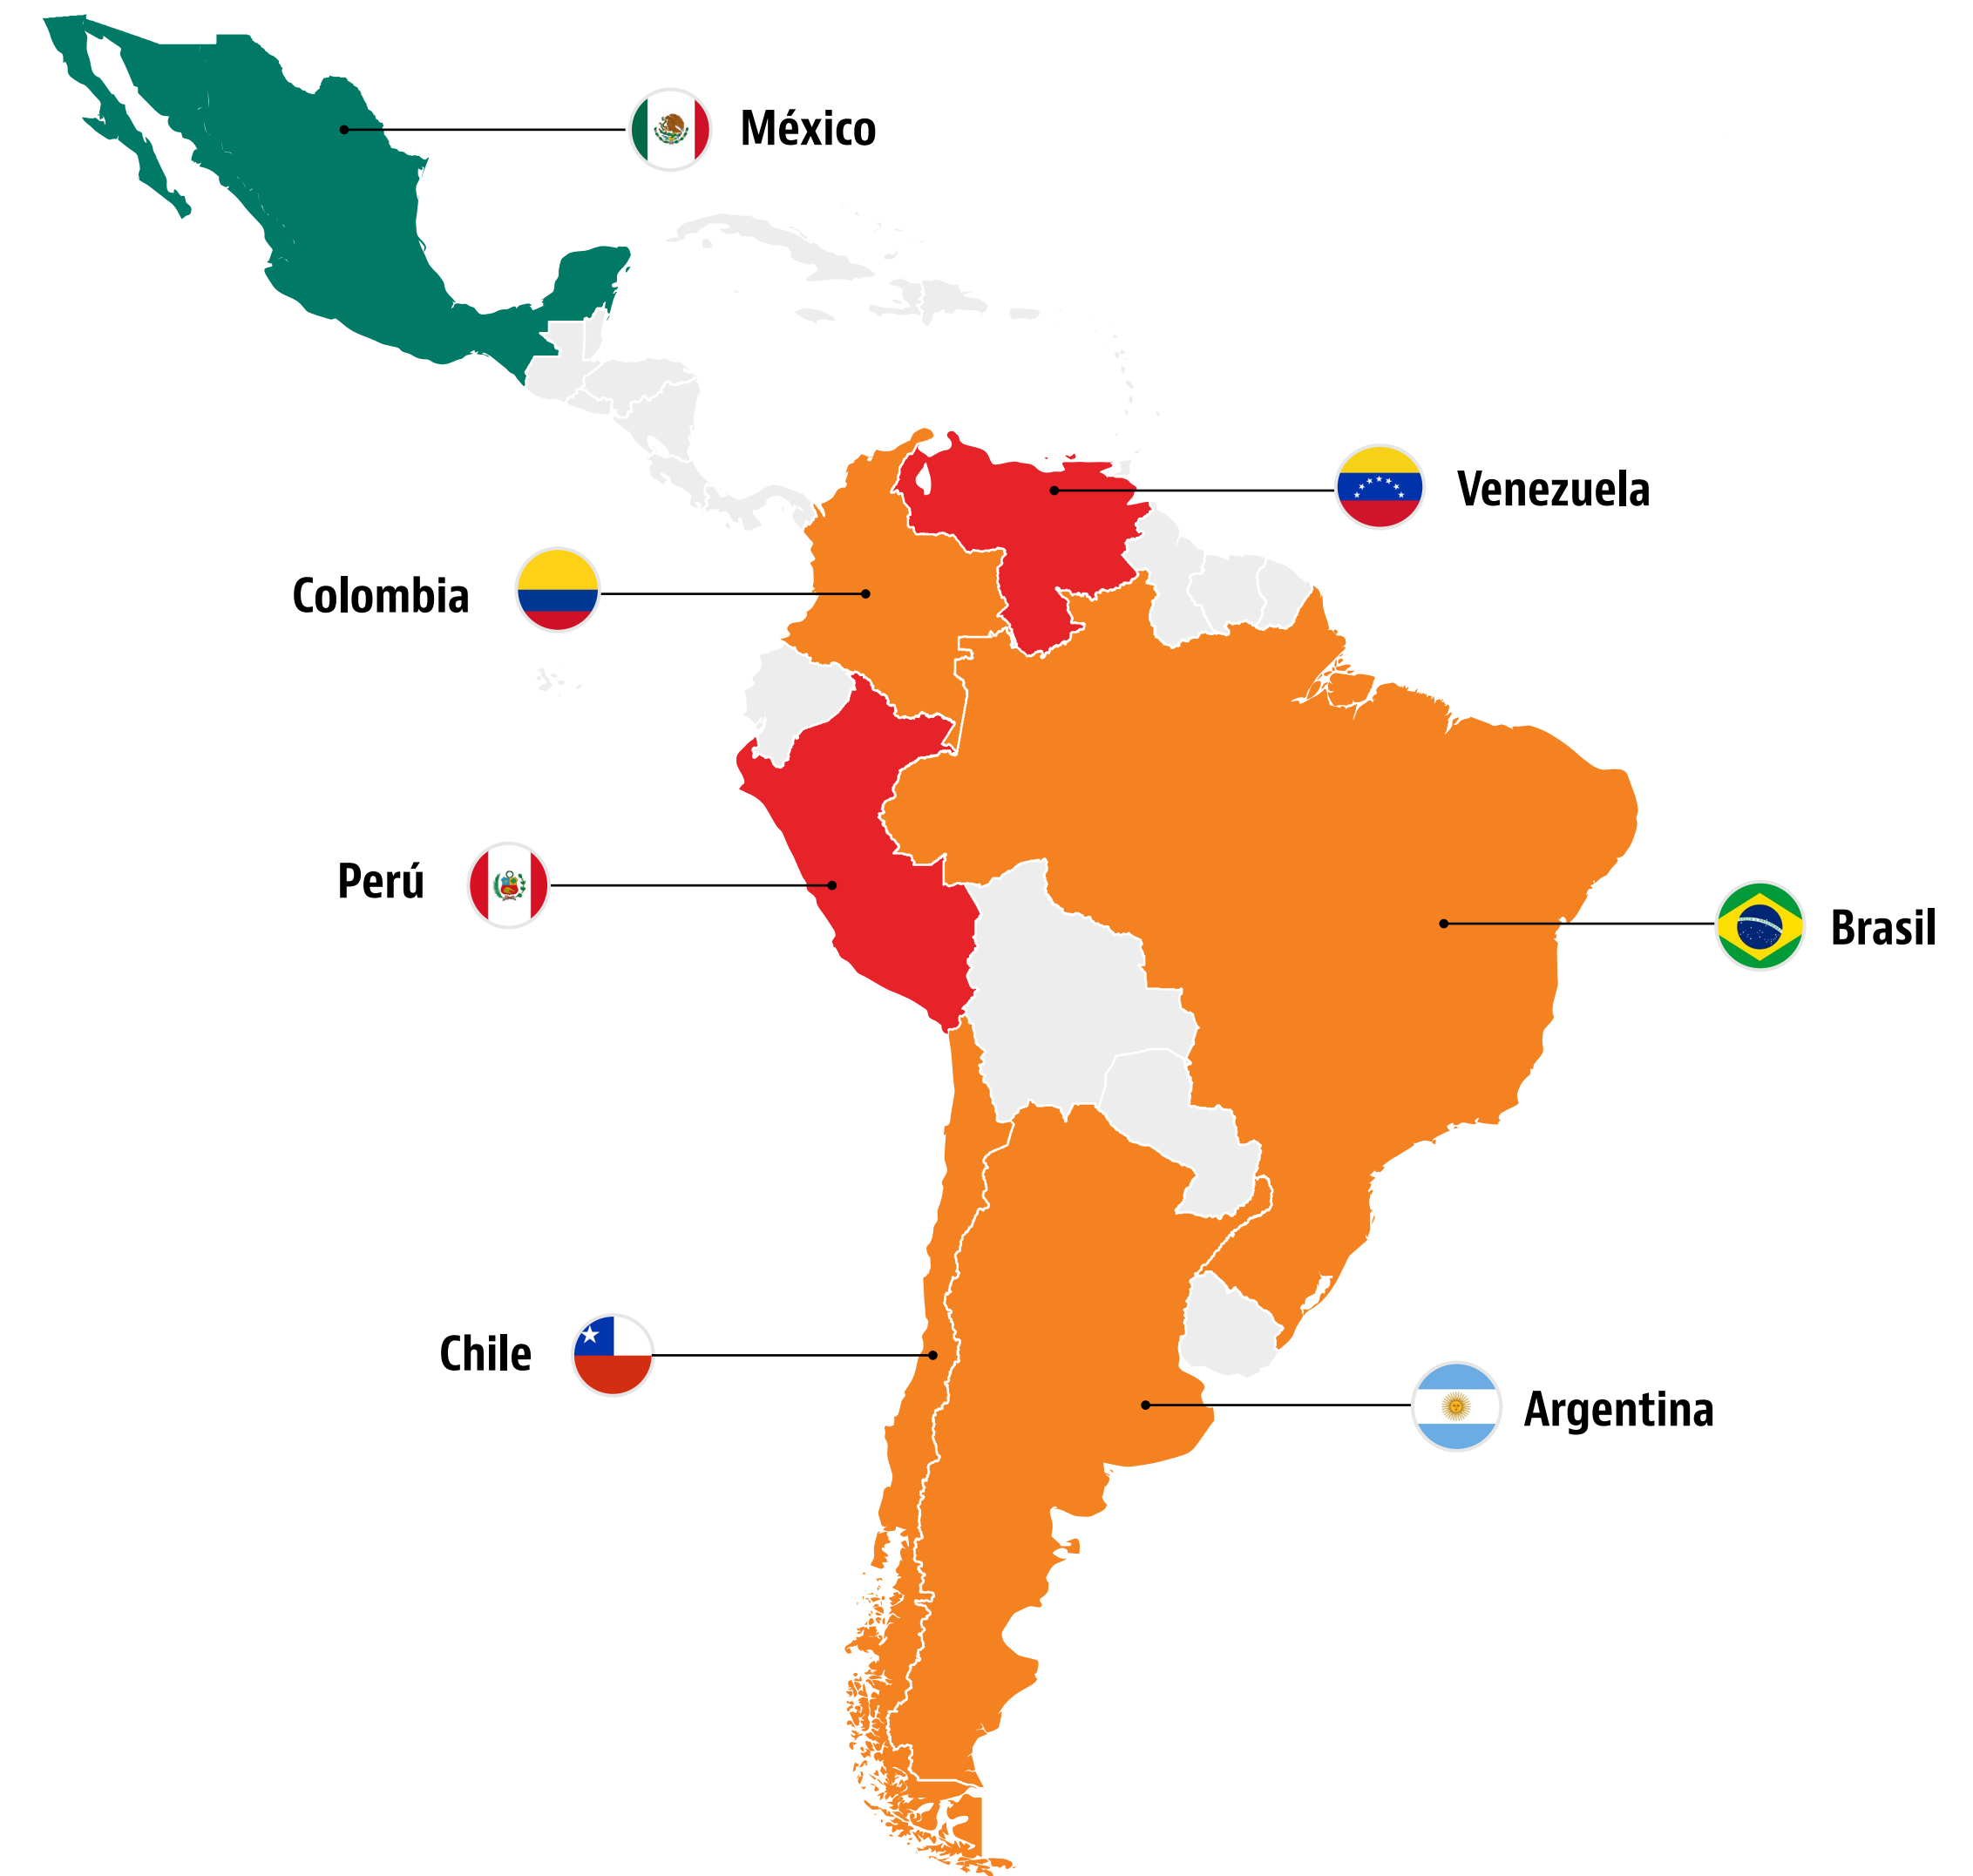 México
Venezuela
Colombia
Perú
Brasil
Chile
Argentina